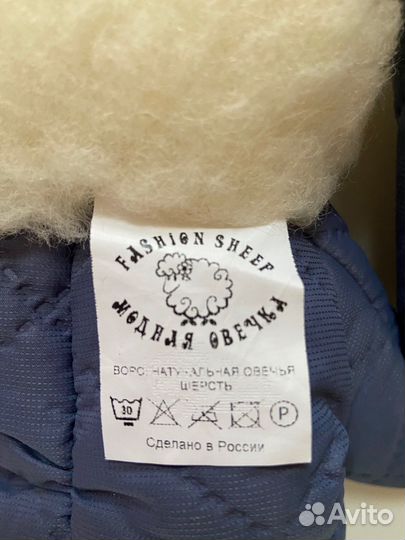 FASHION SHEEP
МОДНАЯ ОВЕЧКА
ВОРС: НАТУРАЛЬНАЯ ОВЕЧЬЯ
ШЕРСТЬ
30 P
Сделано в России
Avito